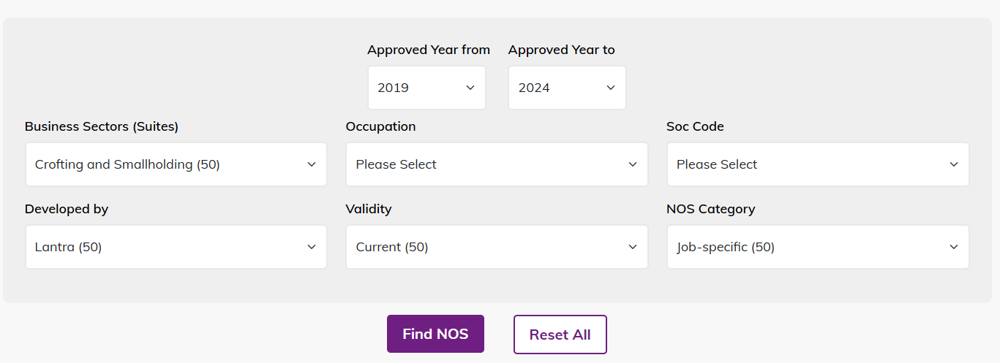 Approved Year from Approved Year to
2019 2024
Business Sectors (Suites) Occupation Soc Code
Crofting and Smallholding (50) Please Select Please Select
Developed by Validity NOS Category
Lantra (50) Current (50) Job-specific (50)
Find NOS Reset All